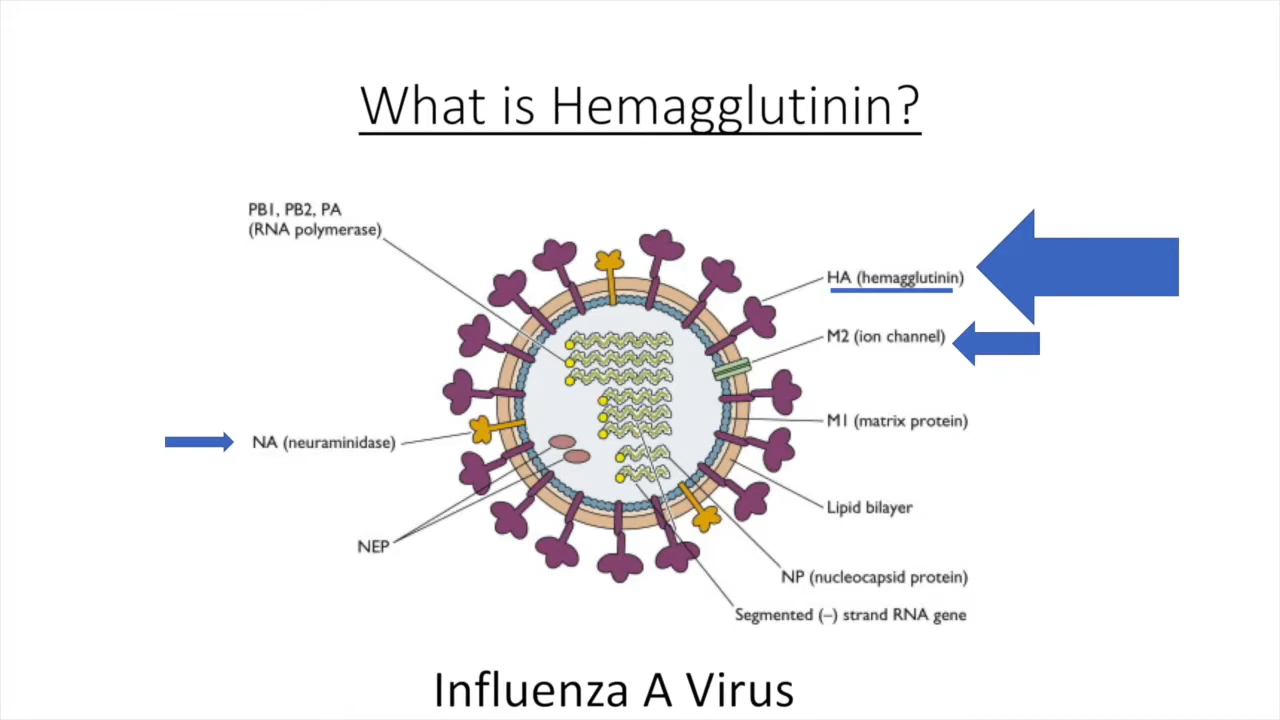 What is Hemagglutinin?
PB1, PB2, PA
(RNA polymerase)
HA (hemagglutinin)
M2 (ion channel)
M1 (matrix protein)
NA (neuraminidase)
Lipid bilayer
NEP
NP (nucleocapsid protein)
Segmented (–) strand RNA gene
Influenza A Virus